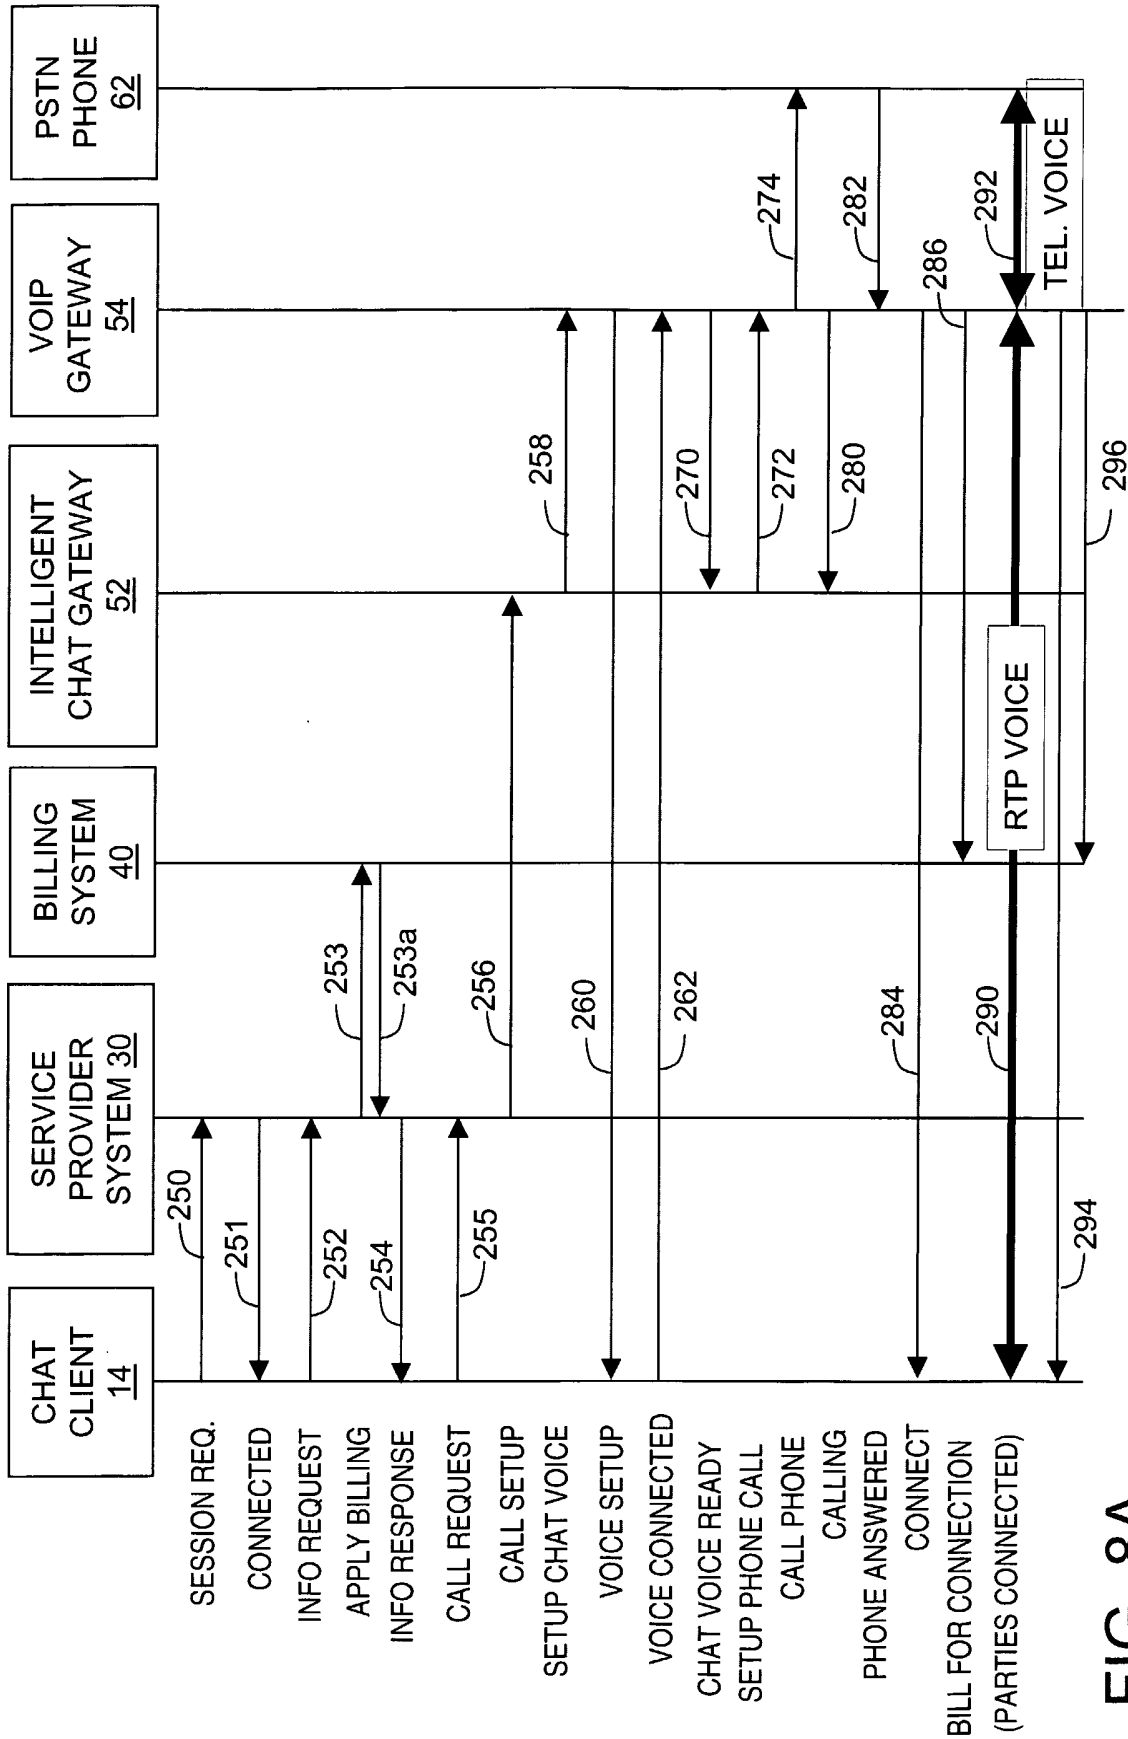 CHAT
CLIENT
14
SERVICE
PROVIDER
SYSTEM 30
BILLING
SYSTEM
40
INTELLIGENT
CHAT GATEWAY
52
VOIP
GATEWAY
54
PSTN
PHONE
62
SESSION REQ.
250
CONNECTED
251
INFO REQUEST
252
APPLY BILLING
253
253a
INFO RESPONSE
254
CALL REQUEST
255
CALL SETUP
256
SETUP CHAT VOICE
258
VOICE SETUP
260
VOICE CONNECTED
262
CHAT VOICE READY
270
SETUP PHONE CALL
272
CALL PHONE
274
CALLING
280
PHONE ANSWERED
282
CONNECT
284
BILL FOR CONNECTION
286
(PARTIES CONNECTED)
290
RTP VOICE
292
TEL. VOICE
294
296
FIG. 8A